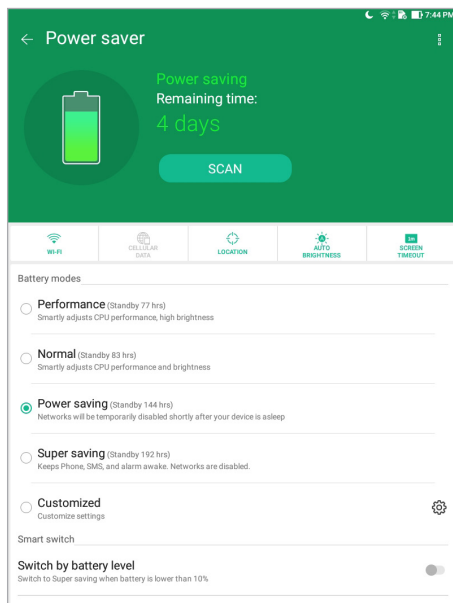 7:44 PM
Power saver
Power saving
Remaining time:
4 days
SCAN
WI-FI
CELLULAR
DATA
LOCATION
AUTO
BRIGHTNESS
SCREEN
TIMEOUT
Battery modes
Performance (Standby 77 hrs)
Smartly adjusts CPU performance, high brightness
Normal (Standby 83 hrs)
Smartly adjusts CPU performance and brightness
Power saving (Standby 144 hrs)
Networks will be temporarily disabled shortly after your device is asleep
Super saving (Standby 192 hrs)
Keeps Phone, SMS, and alarm awake. Networks are disabled.
Customized
Customize settings
Smart switch
Switch by battery level
Switch to Super saving when battery is lower than 10%